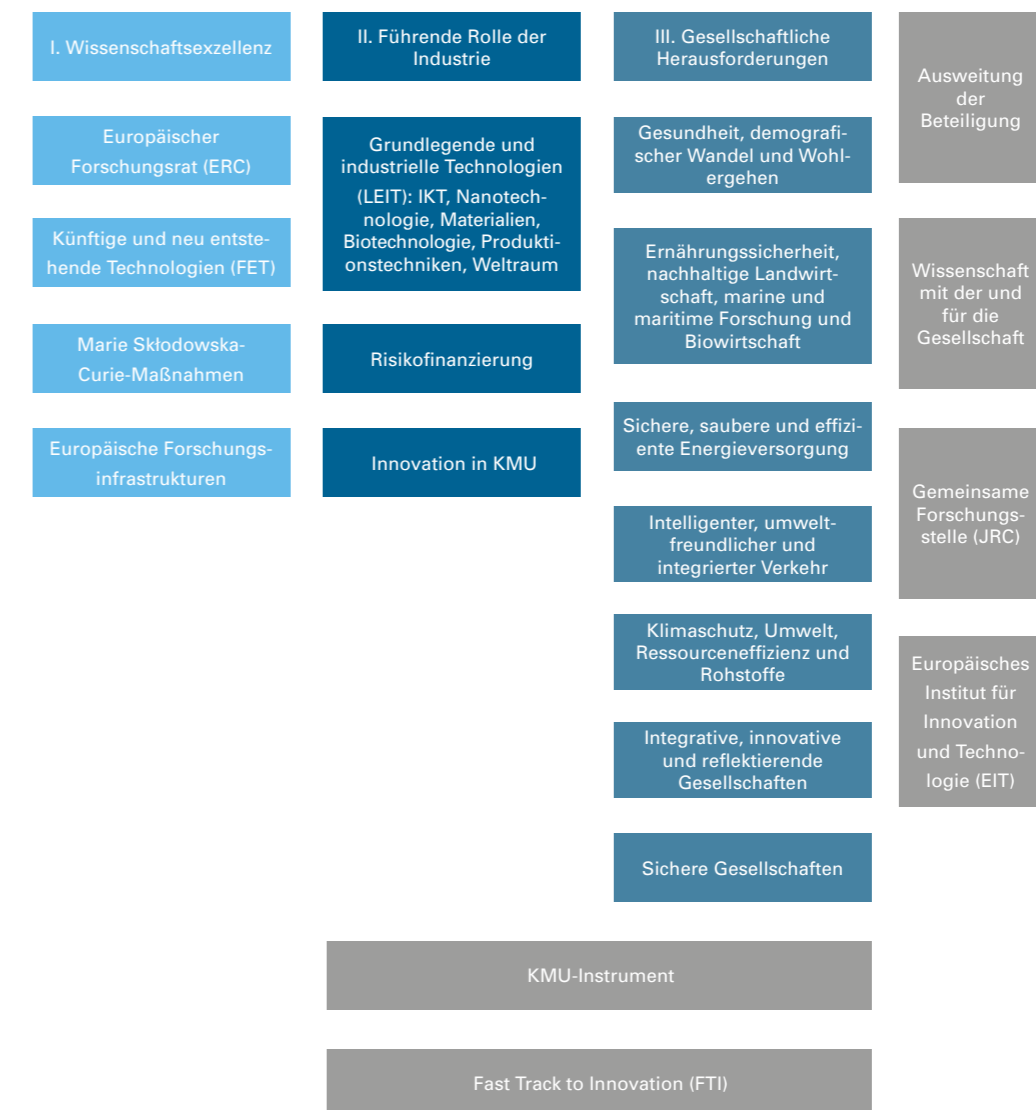 I. Wissenschaftsexzellenz
Europäischer
Forschungsrat (ERC)
Künftige und neu entste-
hende Technologien (FET)
Marie Skłodowska-
Curie-Maßnahmen
Europäische Forschungs-
infrastrukturen
II. Führende Rolle der
Industrie
Grundlegende und
industrielle Technologien
(LEIT): IKT, Nanotech-
nologie, Materialien,
Biotechnologie, Produkti-
onstechniken, Weltraum
Risikofinanzierung
Innovation in KMU
III. Gesellschaftliche
Herausforderungen
Gesundheit, demografi-
scher Wandel und Wohl-
ergehen
Ernährungssicherheit,
nachhaltige Landwirt-
schaft, marine und
maritime Forschung und
Biowirtschaft
Sichere, saubere und effizi-
ente Energieversorgung
Intelligenter, umwelt-
freundlicher und
integrierter Verkehr
Klimaschutz, Umwelt,
Ressourceneffizienz und
Rohstoffe
Integrative, innovative
und reflektierende
Gesellschaften
Sichere Gesellschaften
Ausweitung
der
Beteiligung
Wissenschaft
mit der und
für die
Gesellschaft
Gemeinsame
Forschungs-
stelle (JRC)
Europäisches
Institut für
Innovation
und Techno-
logie (EIT)
KMU-Instrument
Fast Track to Innovation (FTI)